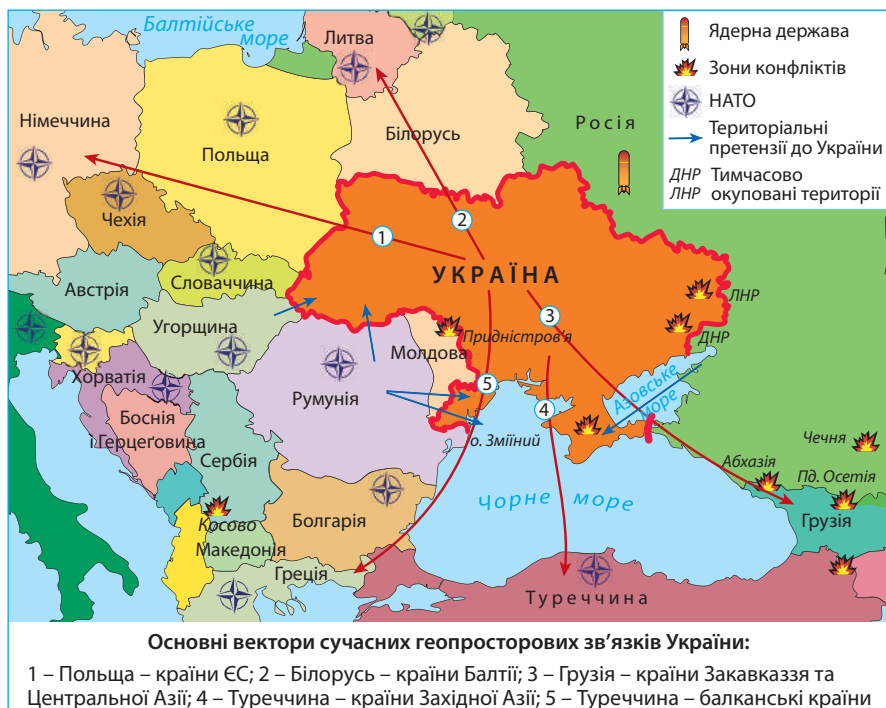 Балтійське
море
Литва
Німеччина
Польща
Білорусь
Росія
Ядерна держава
Зони конфліктів
НАТО
Територіальні
претензії до України
ДНР Тимчасово
ЛНР окуповані території
Чехія
1
2
УКРАЇНА
Словаччина
Австрія
Угорщина
3
ЛНР
ДНР
Придністров'я
Молдова
Хорватія
Румунія
5
4
Азовське
море
Боснія
і Герцеґовина
Сербія
о. Зміїний
Чечня
Абхазія
Пд. Осетія
Чорне море
Косово
Болгарія
Грузія
Македонія
Греція
Туреччина
Основні вектори сучасних геопросторових зв'язків України:
1 – Польща – країни ЄС; 2 – Білорусь – країни Балтії; 3 – Грузія – країни Закавказзя та
Центральної Азії; 4 – Туреччина – країни Західної Азії; 5 – Туреччина – балканські країни